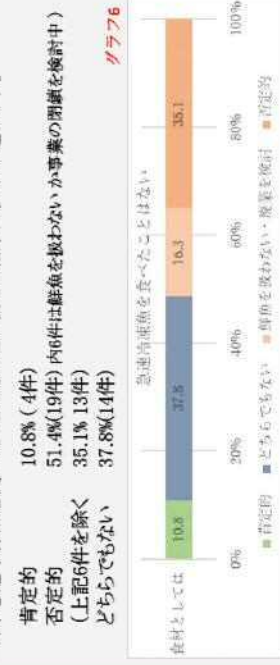 肯定的 10.8% ( 4件)
否定的 51.4%(19件) 内6件は鮮魚を扱わないか事業の閉鎖を検討中 )
(上記6件を除く 35.1% 13件)
どちらでもない 37.8%(14件)
グラフ6
急速冷凍魚を食べたことはない
食材としては
10.8
37.8
16.3
35.1
0%
20%
40%
60%
80%
100%
肯定的 どちらでもない 鮮魚を扱わない・廃業を検討 否定的